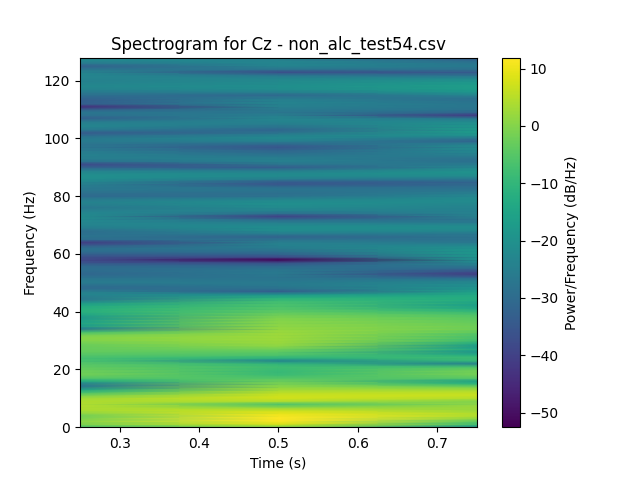 Spectrogram for Cz - non_alc_test54.csv
120
100
80
60
40
20
0
Frequency (Hz)
0.3 0.4 0.5 0.6 0.7
Time (s)
10
0
−10
−20
−30
−40
−50
Power/Frequency (dB/Hz)